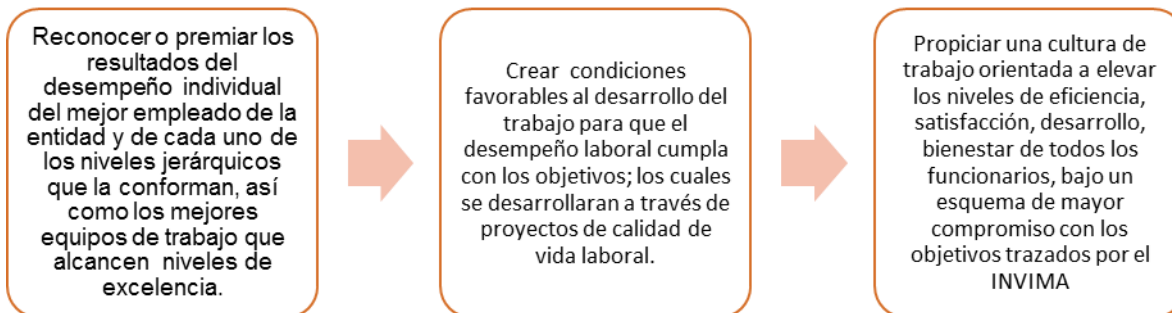 Reconocer o premiar los
resultados del
desempeño individual
del mejor empleado de la
entidad y de cada uno de
los niveles jerárquicos
que la conforman, así
como los mejores
equipos de trabajo que
alcancen niveles de
excelencia.
Crear condiciones
favorables al desarrollo del
trabajo para que el
desempeño laboral cumpla
con los objetivos; los cuales
se desarrollaran a través de
proyectos de calidad de
vida laboral.
Propiciar una cultura de
trabajo orientada a elevar
los niveles de eficiencia,
satisfacción, desarrollo,
bienestar de todos los
funcionarios, bajo un
esquema de mayor
compromiso con los
objetivos trazados por el
INVIMA